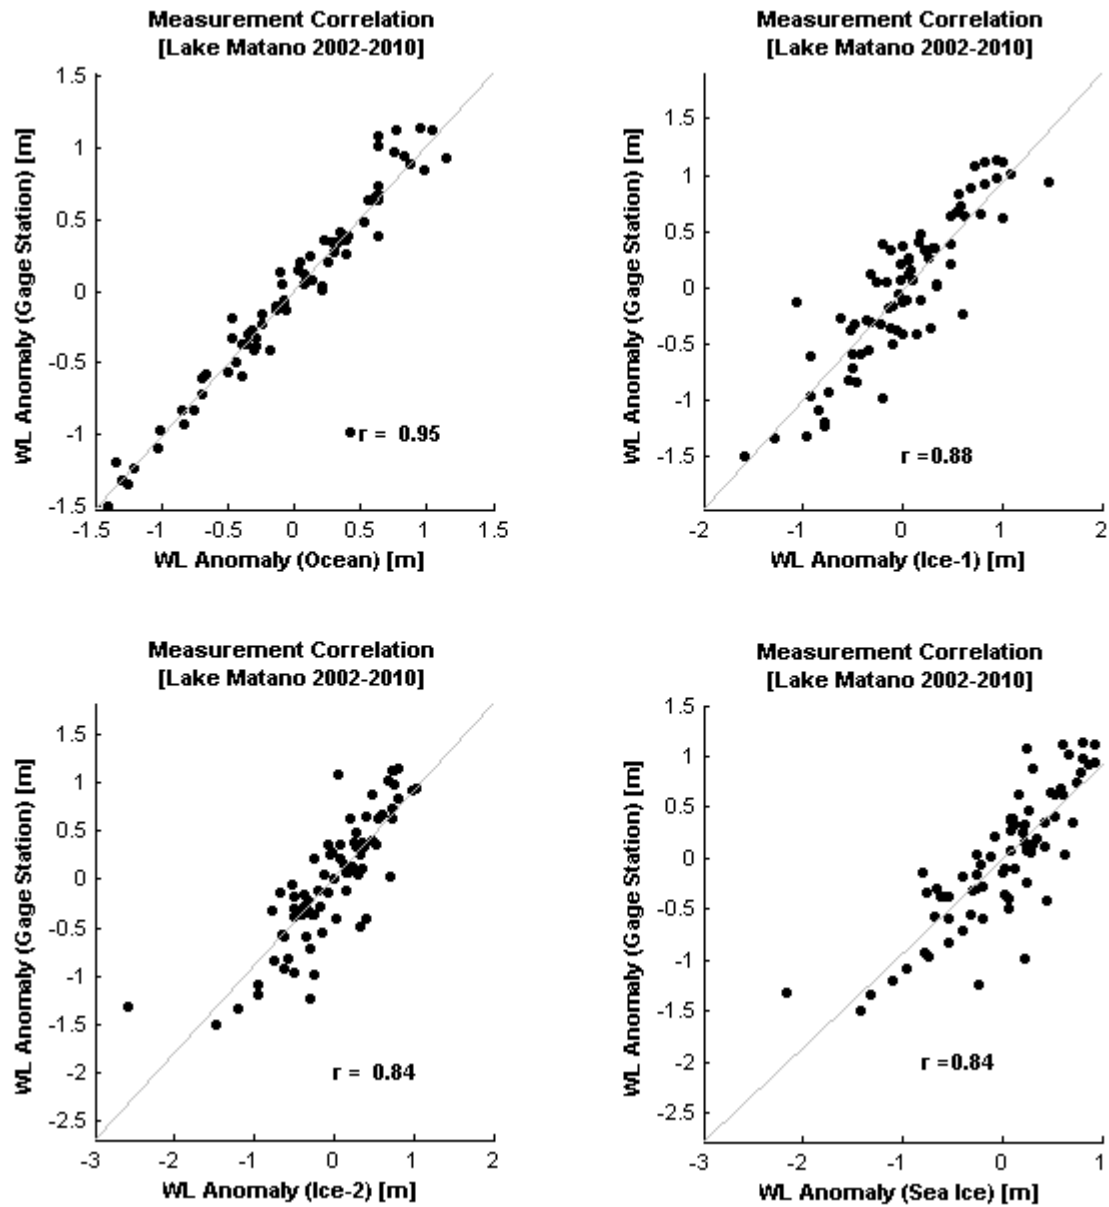 Measurement Correlation
[Lake Matano 2002-2010]
WL Anomaly (Gage Station) [m]
1.5
1
0.5
0
-0.5
-1
-1.5
r = 0.95
-1.5 -1 -0.5 0 0.5 1 1.5
WL Anomaly (Ocean) [m]
Measurement Correlation
[Lake Matano 2002-2010]
WL Anomaly (Gage Station) [m]
1.5
1
0.5
0
-0.5
-1
-1.5
r =0.88
-2 -1 0 1 2
WL Anomaly (Ice-1) [m]
Measurement Correlation
[Lake Matano 2002-2010]
WL Anomaly (Gage Station) [m]
1.5
1
0.5
0
-0.5
-1
-1.5
-2
-2.5
r = 0.84
-3 -2 -1 0 1 2
WL Anomaly (Ice-2) [m]
Measurement Correlation
[Lake Matano 2002-2010]
WL Anomaly (Gage Station) [m]
1.5
1
0.5
0
-0.5
-1
-1.5
-2
-2.5
r =0.84
-3 -2 -1 0 1
WL Anomaly (Sea Ice) [m]